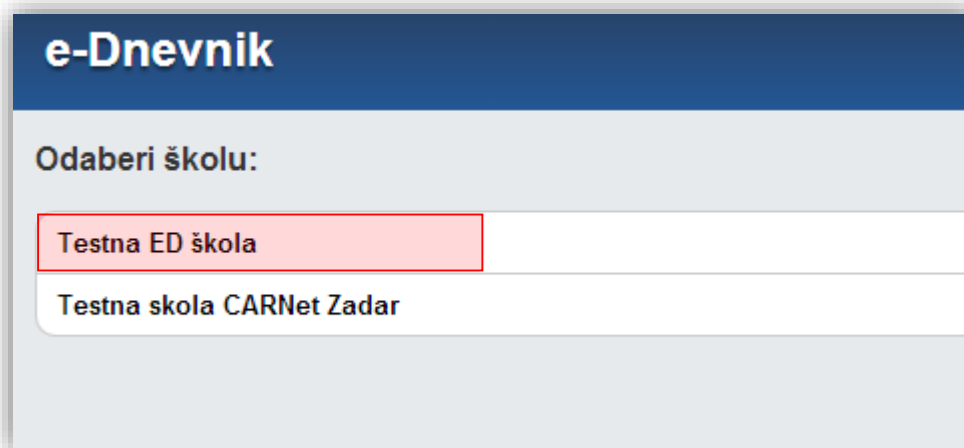 e-Dnevnik
Odaberi školu:
Testna ED škola
Testna skola CARNet Zadar